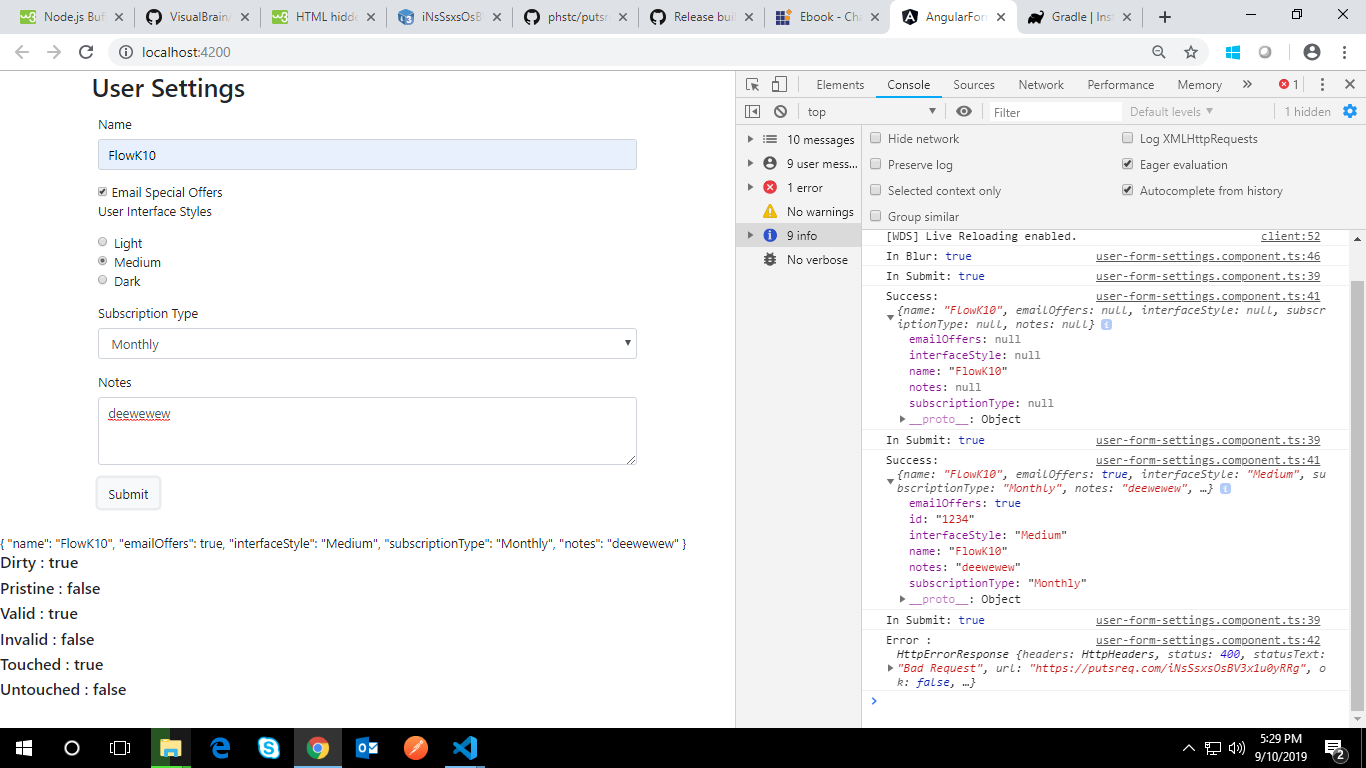 Node.js Buf
VisualBrain/
HTML hidde
iNsSsxsOsB
phstc/putsr
Release buil
Ebook - Cha
AngularForm
Gradle | Inst
localhost:4200
User Settings
Name
FlowK10
Email Special Offers
User Interface Styles
Light
Medium
Dark
Subscription Type
Monthly
Notes
deewewew
Submit
{ "name": "FlowK10", "emailOffers": true, "interfaceStyle": "Medium", "subscriptionType": "Monthly", "notes": "deewewew" }
Dirty : true
Pristine : false
Valid : true
Invalid : false
Touched : true
Untouched : false
Elements Console Sources Network Performance Memory » 1
top Filter Default levels 1 hidden
10 messages
9 user mess...
1 error
No warnings
9 info
No verbose
Hide network
Log XMLHttpRequests
Preserve log
Eager evaluation
Selected context only
Autocomplete from history
Group similar
[WDS] Live Reloading enabled. client:52
In Blur: true user-form-settings.component.ts:46
In Submit: true user-form-settings.component.ts:39
Success: user-form-settings.component.ts:41
{name: "FlowK10", emailOffers: null, interfaceStyle: null, subscr
iptionType: null, notes: null} i
emailOffers: null
interfaceStyle: null
name: "FlowK10"
notes: null
subscriptionType: null
__proto__: Object
In Submit: true user-form-settings.component.ts:39
Success: user-form-settings.component.ts:41
{name: "FlowK10", emailOffers: true, interfaceStyle: "Medium", su
bscriptionType: "Monthly", notes: "deewewew", …} i
emailOffers: true
id: "1234"
interfaceStyle: "Medium"
name: "FlowK10"
notes: "deewewew"
subscriptionType: "Monthly"
__proto__: Object
In Submit: true user-form-settings.component.ts:39
Error : user-form-settings.component.ts:42
HttpErrorResponse {headers: HttpHeaders, status: 400, statusText:
"Bad Request", url: "https://putsreq.com/iNsSsxsOsBV3x1u0yRRg", o
k: false, …}
5:29 PM
9/10/2019
2